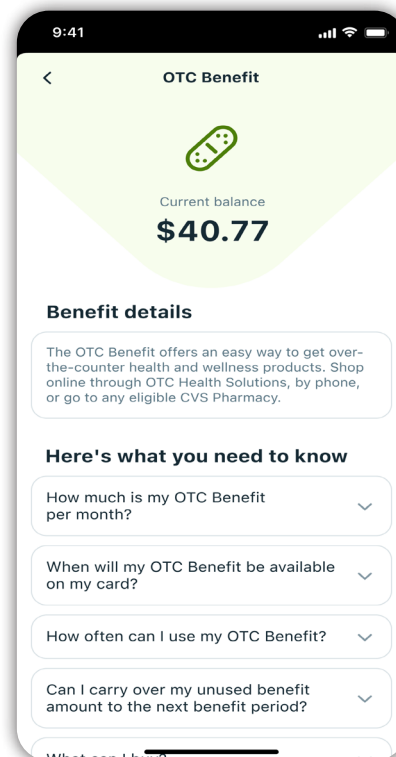 9:41
OTC Benefit
Current balance
$40.77
Benefit details
The OTC Benefit offers an easy way to get over-
the-counter health and wellness products. Shop
online through OTC Health Solutions, by phone,
or go to any eligible CVS Pharmacy.
Here's what you need to know
How much is my OTC Benefit
per month?
When will my OTC Benefit be available
on my card?
How often can I use my OTC Benefit?
Can I carry over my unused benefit
amount to the next benefit period?
What can I buy?